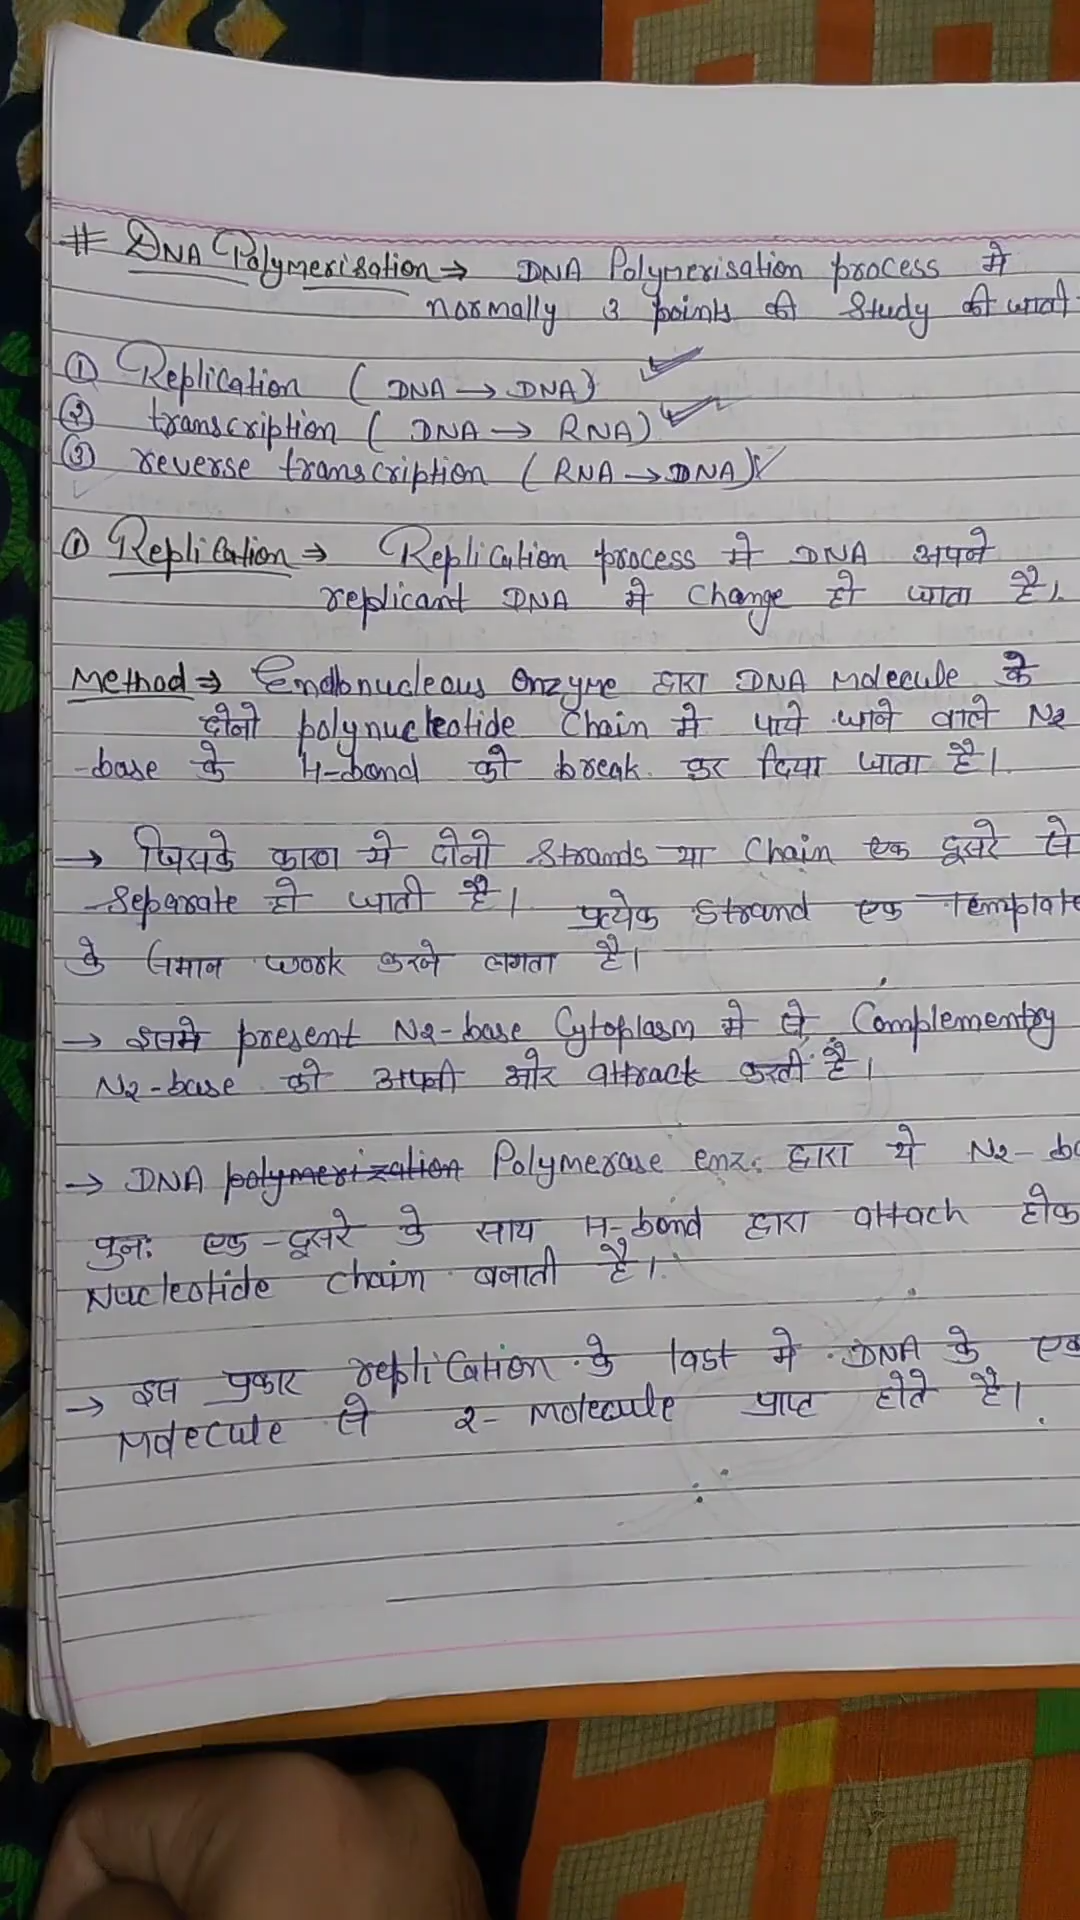 # DNA Polymerisation → DNA Polymerisation process मे
normally 3 points की study की जाती
① Replication ( DNA → DNA)
② transcription ( DNA → RNA)
③ reverse transcription ( RNA → DNA)
① Replication ⇒ Replication process मे DNA अपने
replicant DNA मे change हो जाता है।
Method ⇒ Endonucleous Enzyme द्वारा DNA Molecule के
दोनो polynucleotide chain मे पाये जाने वाले N2
-base के H-bond को break कर दिया जाता है।
→ जिसके कारण ये दोनो Strands या Chain एक दूसरे से
Separate हो जाती है। प्रत्येक Strand एक Template
के समान work करने लगता है।
→ इसमे present N2-base Cytoplasm मे से Complementry
N2-base को अपनी ओर attrack करती है।
→ DNA polymerization Polymerase enz. द्वारा ये N2-ba
पुनः एक-दूसरे के साथ H-bond द्वारा attach होक
Nucleotide chain बनाती है।
→ इस प्रकार replication के last मे DNA के एक
Molecule से 2- Molecule प्राप्त होते है।